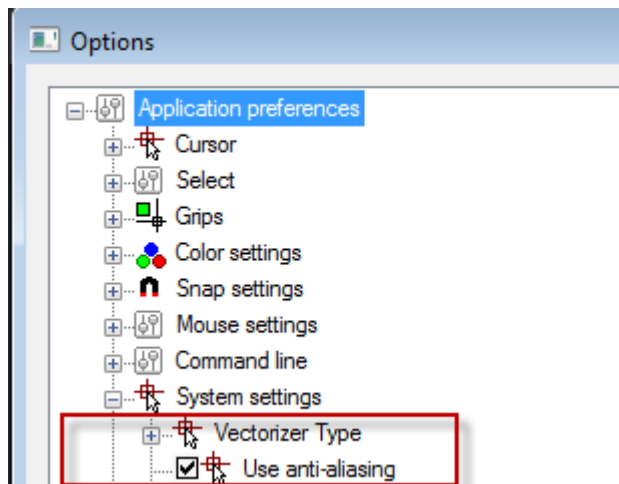 Options
Application preferences
Cursor
Select
Grips
Color settings
Snap settings
Mouse settings
Command line
System settings
Vectorizer Type
Use anti-aliasing